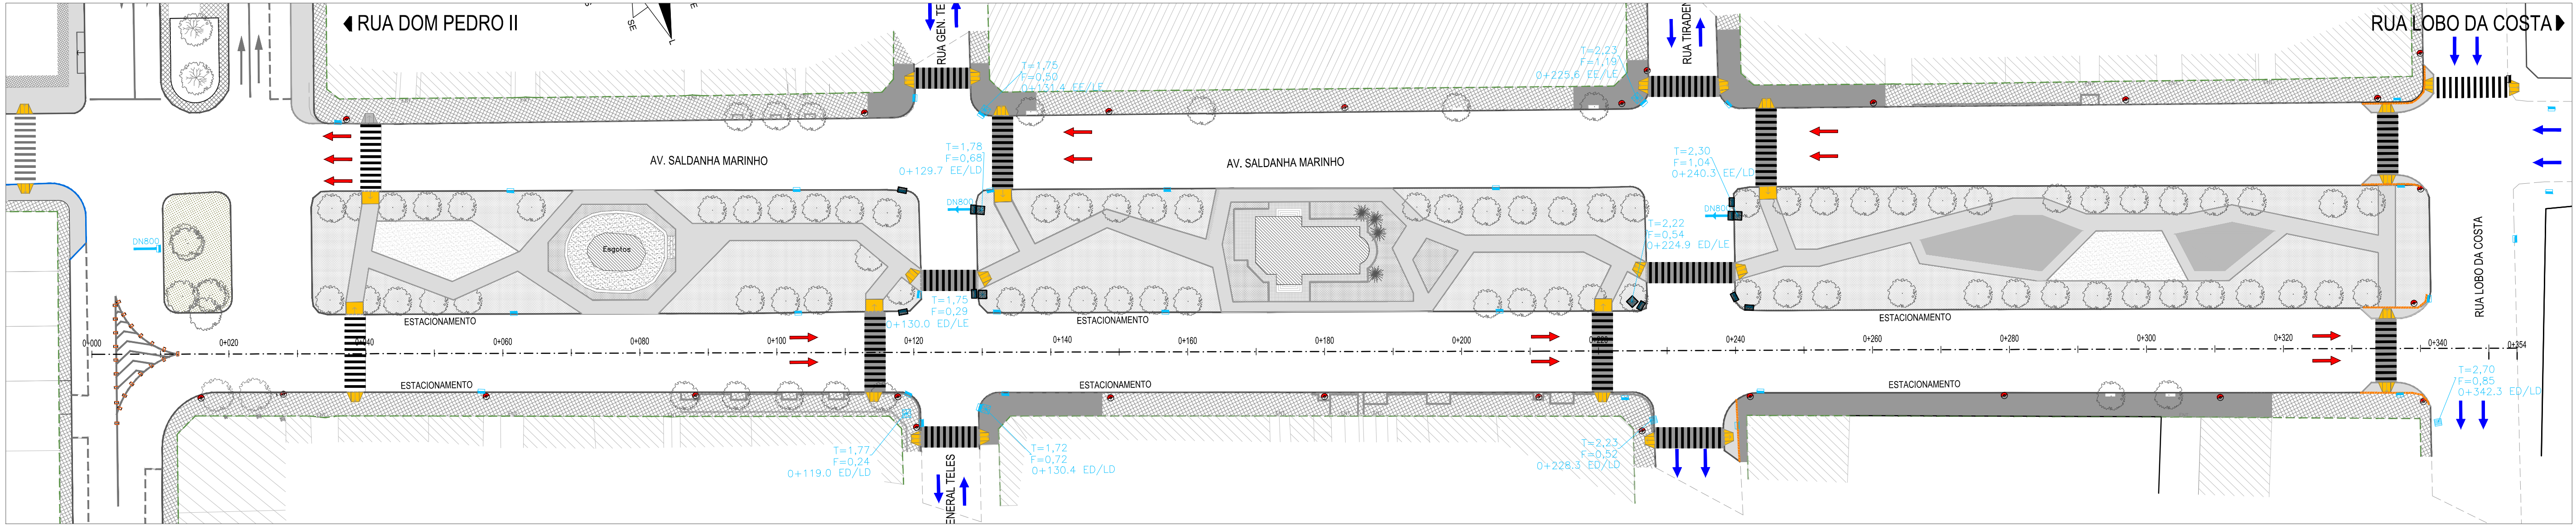 RUA DOM PEDRO II
SE
RUA GEN. TE
RUA TIRADEN
RUA LOBO DA COSTA
T=1,75
F=0,50
0+131.4 EE/LE
T=2,23
F=1,19
0+225.6 EE/LE
AV. SALDANHA MARINHO
AV. SALDANHA MARINHO
T=1,78
F=0,68
0+129.7 EE/LD
T=2,30
F=1,04
0+240.3 EE/LD
DN800
DN800
DN800
Esgotos
T=2,22
F=0,54
0+224.9 ED/LE
RUA LOBO DA COSTA
T=1,75
F=0,29
0+130.0 ED/LE
ESTACIONAMENTO
ESTACIONAMENTO
ESTACIONAMENTO
0+000
0+020
0+040
0+060
0+080
0+100
0+120
0+140
0+160
0+180
0+200
0+220
0+240
0+260
0+280
0+300
0+320
0+340
0+354
ESTACIONAMENTO
ESTACIONAMENTO
ESTACIONAMENTO
T=2,70
F=0,85
0+342.3 ED/LD
T=1,77
F=0,24
0+119.0 ED/LD
T=1,72
F=0,72
0+130.4 ED/LD
T=2,23
F=0,52
0+228.3 ED/LD
ENERAL TELES